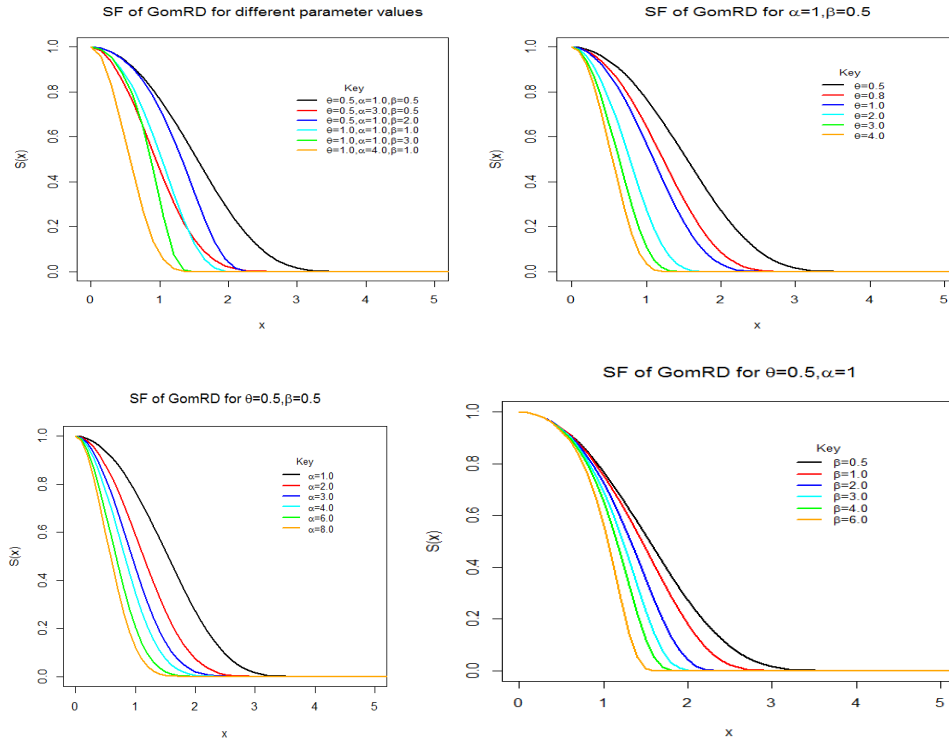 SF of GomRD for different parameter values
S(x)
1.0
0.8
0.6
0.4
0.2
0.0
Key
θ=0.5,α=1.0,β=0.5
θ=0.5,α=3.0,β=0.5
θ=0.5,α=1.0,β=2.0
θ=1.0,α=1.0,β=1.0
θ=1.0,α=1.0,β=3.0
θ=1.0,α=4.0,β=1.0
0 1 2 3 4 5
x
SF of GomRD for α=1,β=0.5
S(x)
1.0
0.8
0.6
0.4
0.2
0.0
Key
θ=0.5
θ=0.8
θ=1.0
θ=2.0
θ=3.0
θ=4.0
0 1 2 3 4 5
x
SF of GomRD for θ=0.5,β=0.5
S(x)
1.0
0.8
0.6
0.4
0.2
0.0
Key
α=1.0
α=2.0
α=3.0
α=4.0
α=6.0
α=8.0
0 1 2 3 4 5
x
SF of GomRD for θ=0.5,α=1
S(x)
1.0
0.8
0.6
0.4
0.2
0.0
Key
β=0.5
β=1.0
β=2.0
β=3.0
β=4.0
β=6.0
0 1 2 3 4 5
x